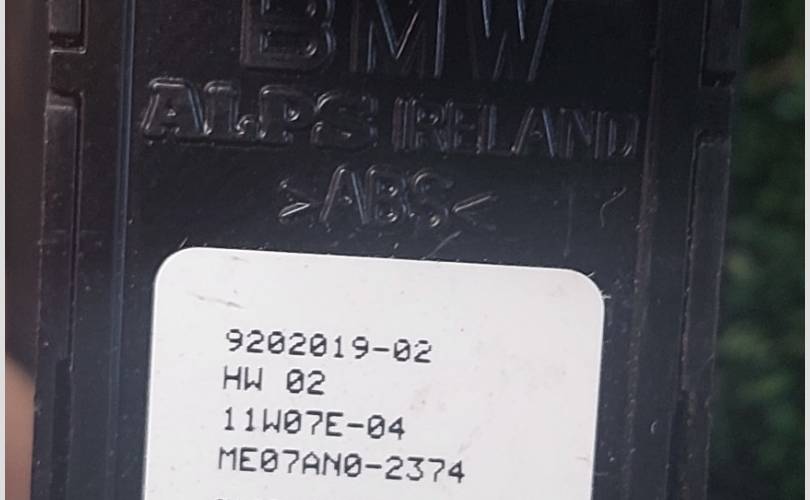 BMW
ALPS IRELAND
>ABS<
9202019-02
HW 02
11W07E-04
ME07AN0-2374